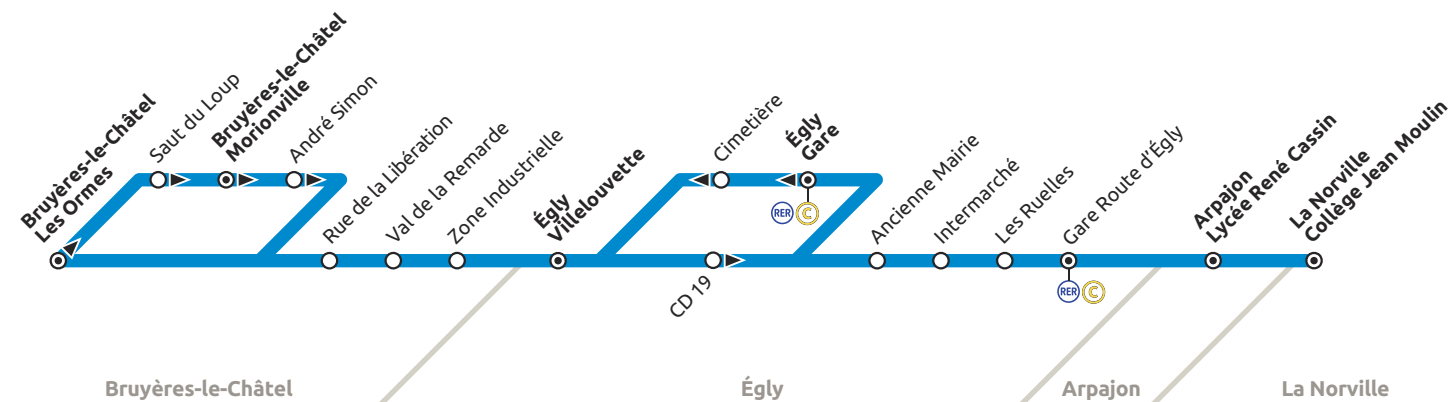 Bruyères-le-Châtel
Les Ormes
Saut du Loup
Bruyères-le-Châtel
Morionville
André Simon
Rue de la Libération
Val de la Remarde
Zone Industrielle
Égly
Villelouvette
Cimetière
Égly
Gare
RER C
CD 19
Ancienne Mairie
Intermarché
Les Ruelles
Gare Route d'Égly
RER C
Arpajon
Lycée René Cassin
La Norville
Collège Jean Moulin
Bruyères-le-Châtel
Égly
Arpajon
La Norville